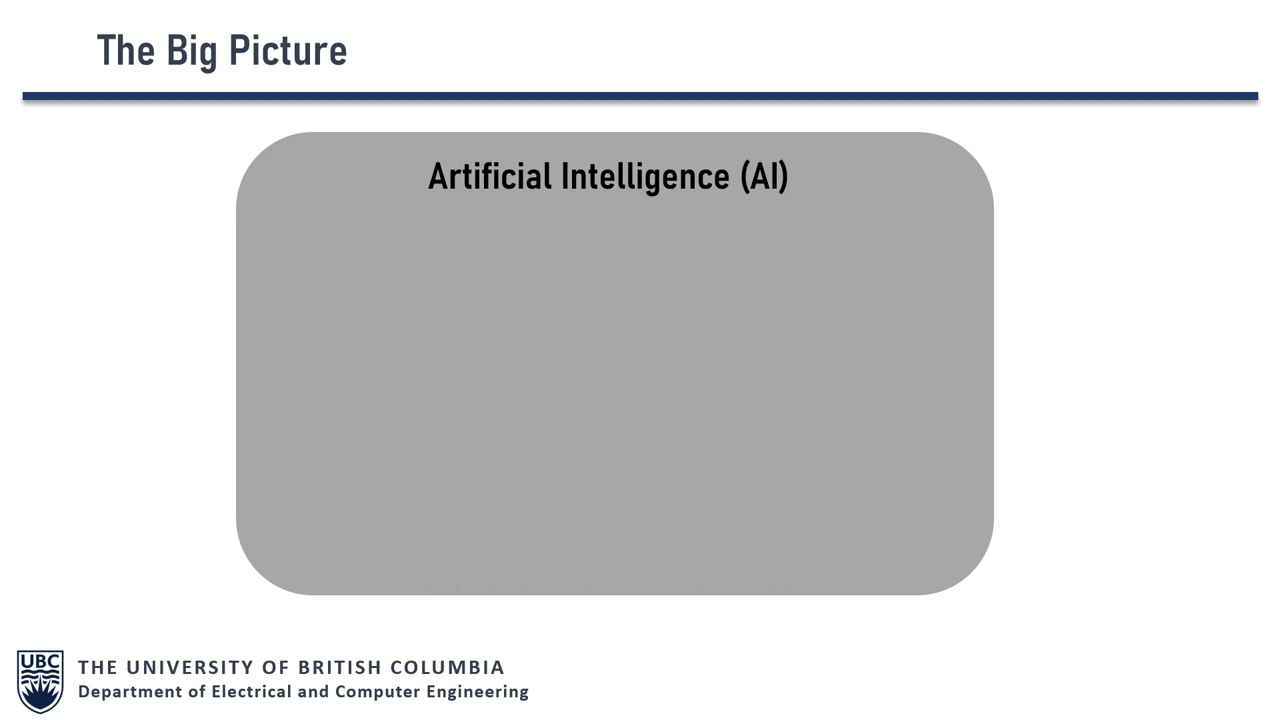 The Big Picture
Artificial Intelligence (AI)
UBC
THE UNIVERSITY OF BRITISH COLUMBIA
Department of Electrical and Computer Engineering